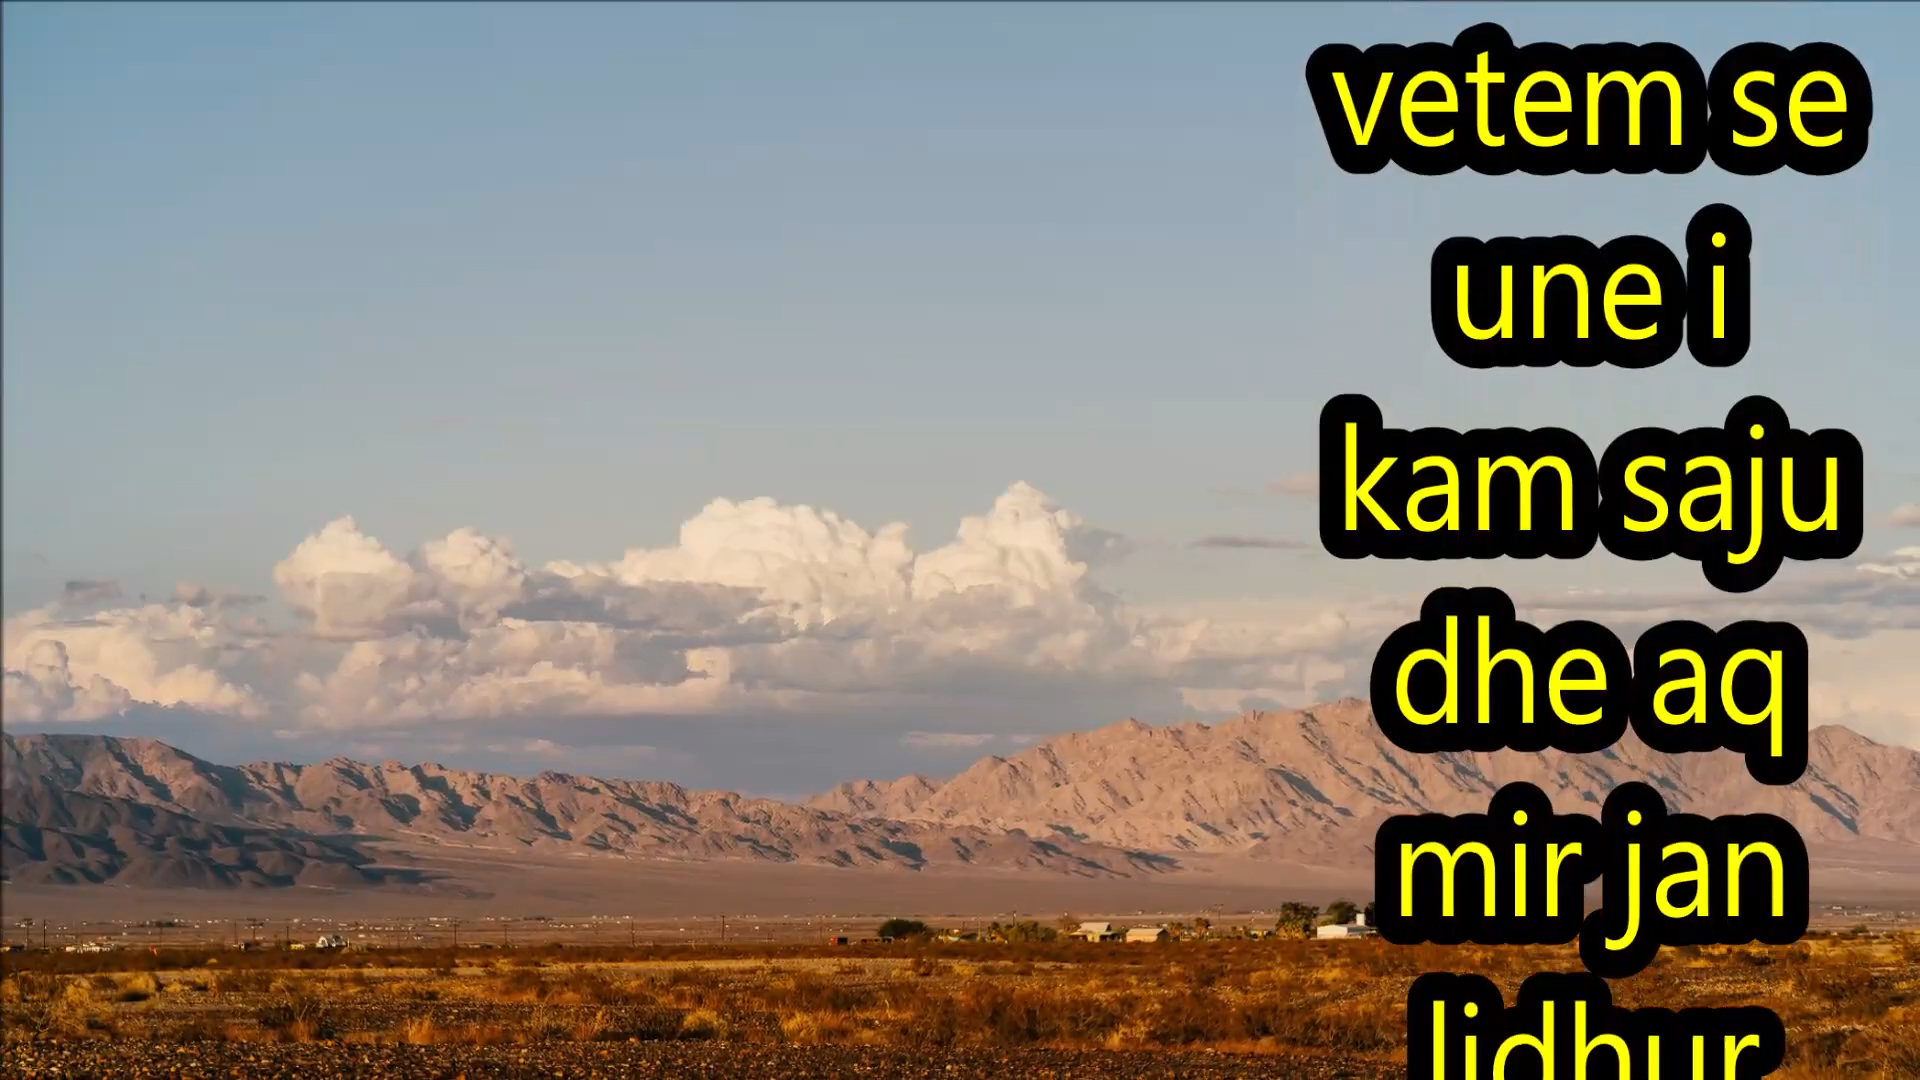 vetem se
une i
kam saju
dhe aq
mir jan
lidhur